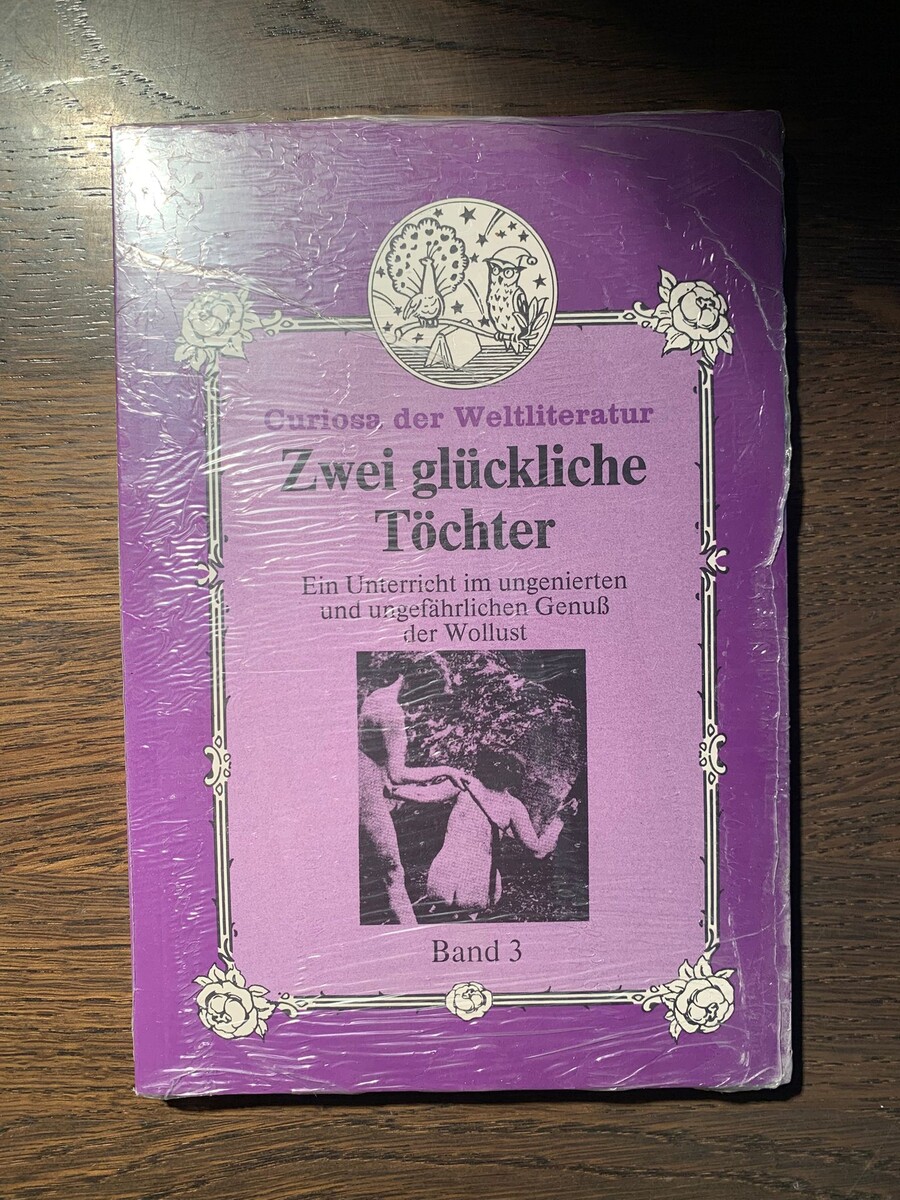 Curiosa der Weltliteratur
Zwei glückliche
Töchter
Ein Unterricht im ungenierten
und ungefährlichen Genuß
der Wollust
Band 3